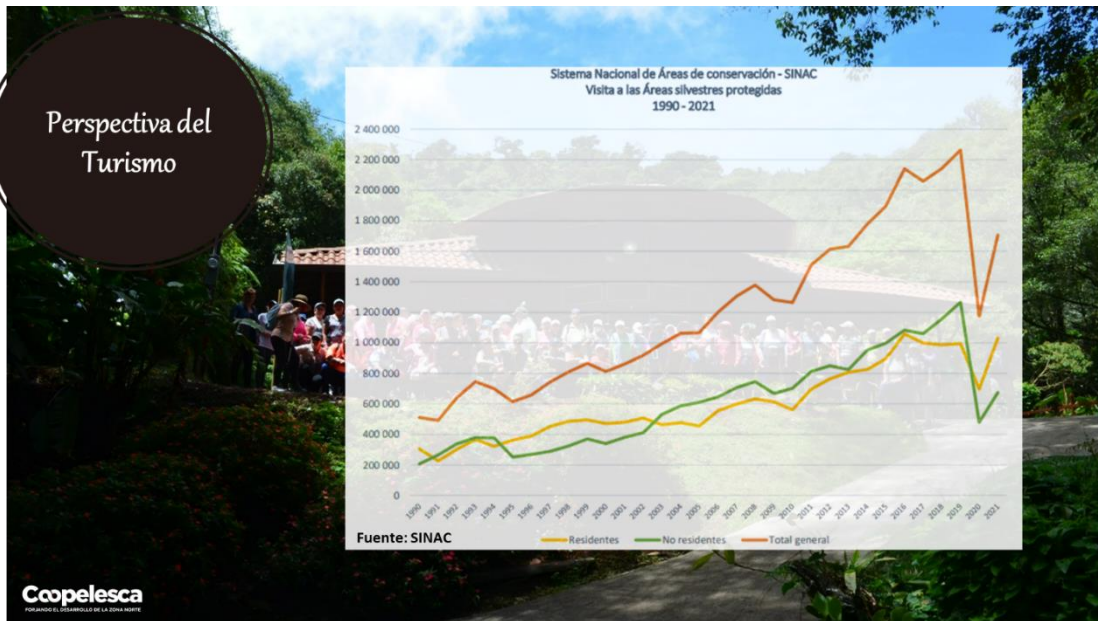 Perspectiva del
Turismo
Sistema Nacional de Áreas de conservación - SINAC
Visita a las Áreas silvestres protegidas
1990 - 2021
2 400 000
2 200 000
2 000 000
1 800 000
1 600 000
1 400 000
1 200 000
1 000 000
800 000
600 000
400 000
200 000
0
1990 1991 1992 1993 1994 1995 1996 1997 1998 1999 2000 2001 2002 2003 2004 2005 2006 2007 2008 2009 2010 2011 2012 2013 2014 2015 2016 2017 2018 2019 2020 2021
Fuente: SINAC
Residentes No residentes Total general
Coopelesca
FORJANDO EL DESARROLLO DE LA ZONA NORTE